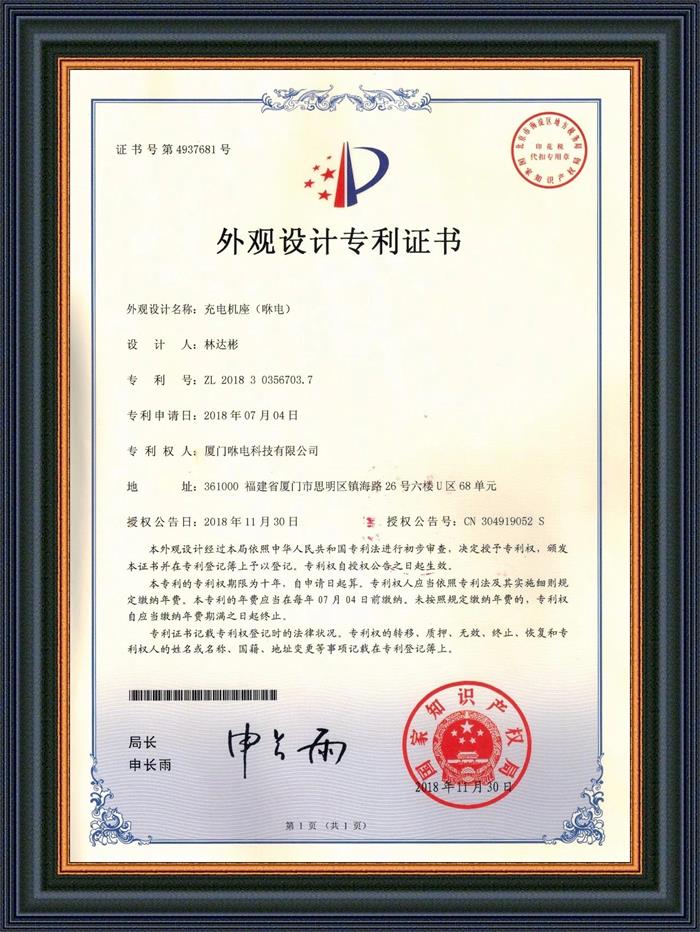 证书号第4937681号
北京市海淀区地方税务局
印花税
代扣专用章
国家知识产权局
外观设计专利证书
外观设计名称：充电机座（咻电）
设 计 人：林达彬
专 利 号：ZL 2018 3 0356703.7
专利申请日：2018年07月04日
专 利 权 人：厦门咻电科技有限公司
地 址：361000 福建省厦门市思明区镇海路26号六楼U区68单元
授权公告日：2018年11月30日 授权公告号：CN 304919052 S
本外观设计经过本局依照中华人民共和国专利法进行初步审查，决定授予专利权，颁发
本证书并在专利登记簿上予以登记。专利权自授权公告之日起生效。
本专利的专利权期限为十年，自申请日起算。专利权人应当依照专利法及其实施细则规
定缴纳年费。本专利的年费应当在每年07月04日前缴纳。未按照规定缴纳年费的，专利权
自应当缴纳年费期满之日起终止。
专利证书记载专利权登记时的法律状况。专利权的转移、质押、无效、终止、恢复和专
利权人的姓名或名称、国籍、地址变更等事项记载在专利登记簿上。
局长
申长雨
申长雨
国家知识产权局
2018年11月30日
第1页（共1页）